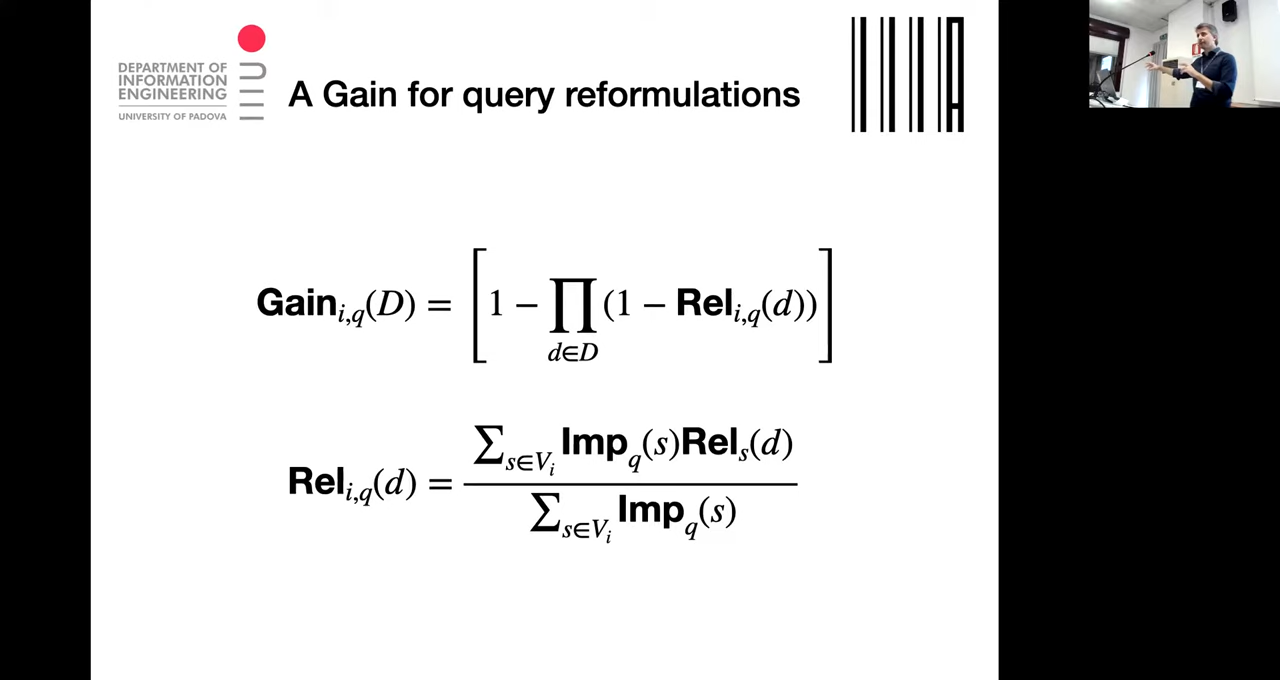 DEPARTMENT OF
INFORMATION
ENGINEERING
UNIVERSITY OF PADOVA
A Gain for query reformulations
Gain_{i,q}(D) = [1 − ∏_{d∈D} (1 − Rel_{i,q}(d))]
Rel_{i,q}(d) = ∑_{s∈V_i} Imp_q(s)Rel_s(d) / ∑_{s∈V_i} Imp_q(s)